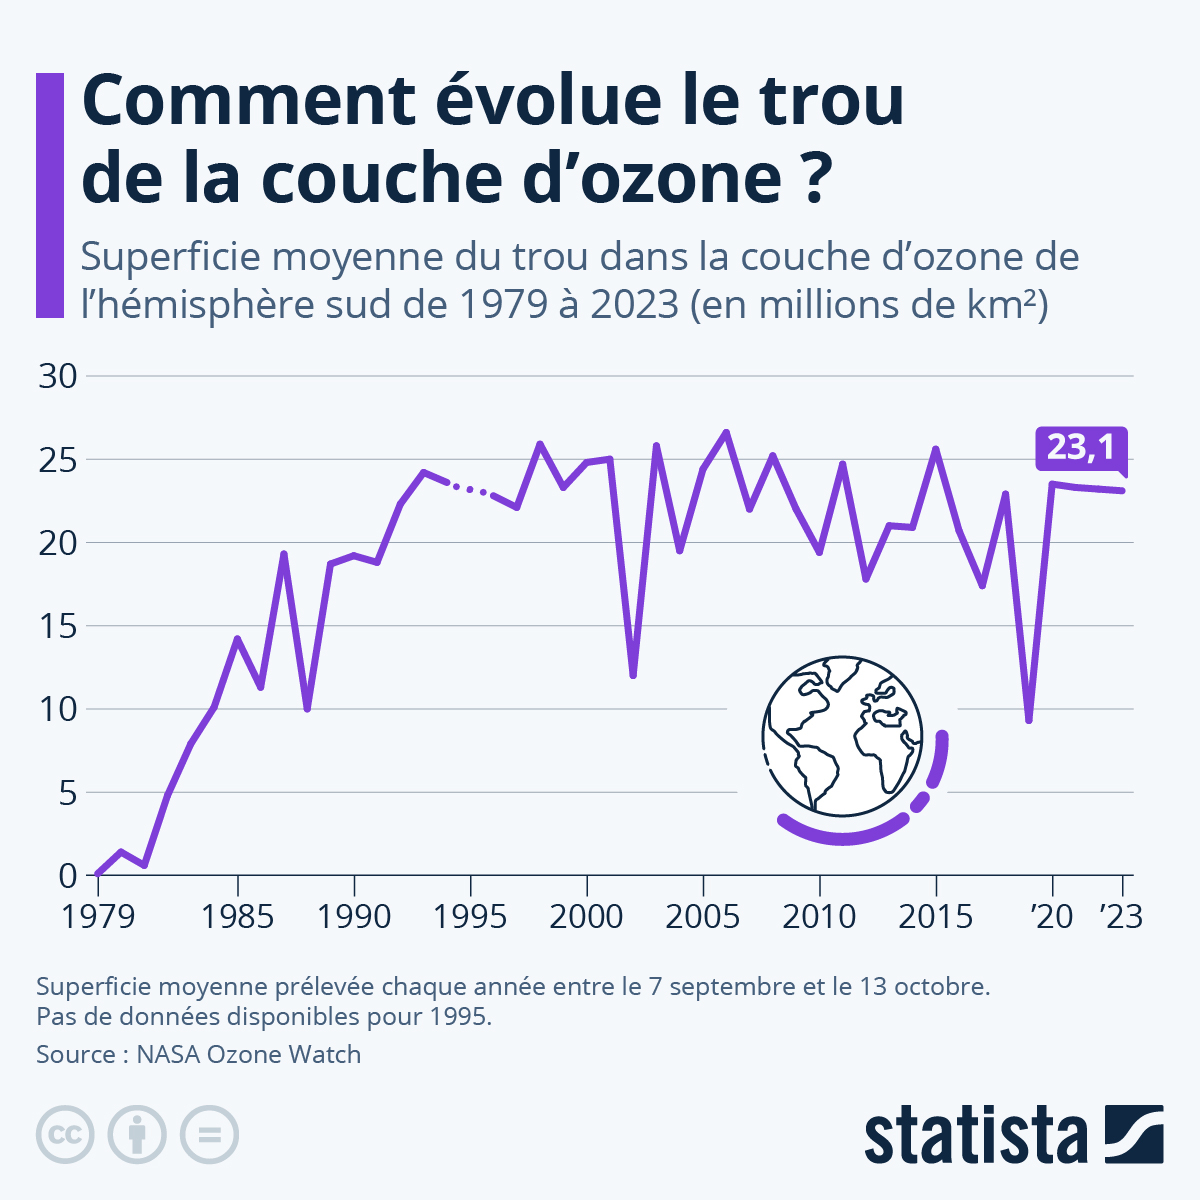 Comment évolue le trou
de la couche d’ozone ?
Superficie moyenne du trou dans la couche d’ozone de
l’hémisphère sud de 1979 à 2023 (en millions de km²)
30
25
20
15
10
5
0
23,1
1979 1985 1990 1995 2000 2005 2010 2015 ’20 ’23
Superficie moyenne prélevée chaque année entre le 7 septembre et le 13 octobre.
Pas de données disponibles pour 1995.
Source : NASA Ozone Watch
cc =
statista